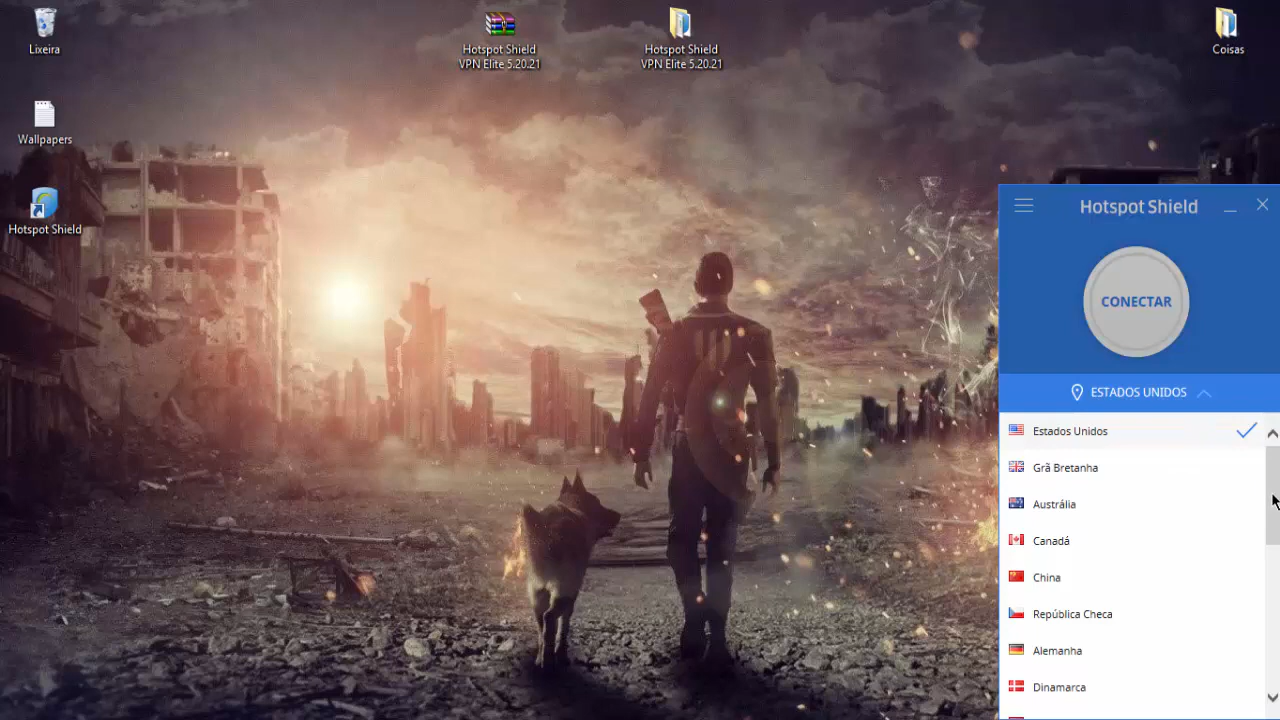 Lixeira
Hotspot Shield
VPN Elite 5.20.21
Hotspot Shield
VPN Elite 5.20.21
Coisas
Wallpapers
Hotspot Shield
Hotspot Shield
CONECTAR
ESTADOS UNIDOS
Estados Unidos
Grã Bretanha
Austrália
Canadá
China
República Checa
Alemanha
Dinamarca